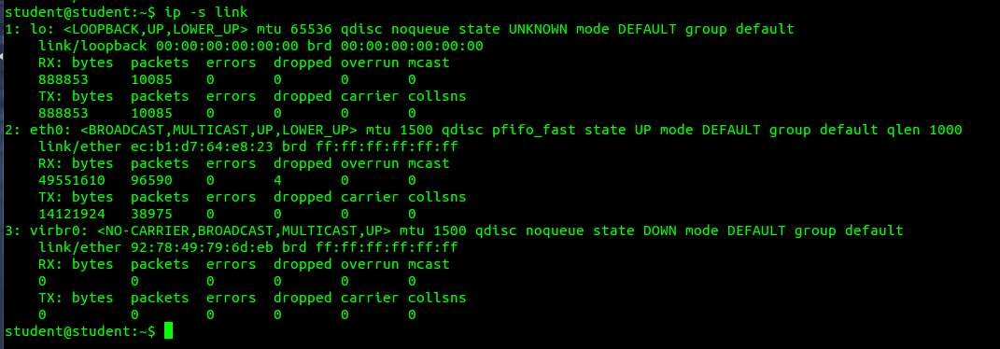 student@student:~$ ip -s link
1: lo: <LOOPBACK,UP,LOWER_UP> mtu 65536 qdisc noqueue state UNKNOWN mode DEFAULT group default
    link/loopback 00:00:00:00:00:00 brd 00:00:00:00:00:00
    RX: bytes  packets  errors  dropped overrun mcast
    888853     10085    0       0       0       0
    TX: bytes  packets  errors  dropped carrier collsns
    888853     10085    0       0       0       0
2: eth0: <BROADCAST,MULTICAST,UP,LOWER_UP> mtu 1500 qdisc pfifo_fast state UP mode DEFAULT group default qlen 1000
    link/ether ec:b1:d7:64:e8:23 brd ff:ff:ff:ff:ff:ff
    RX: bytes  packets  errors  dropped overrun mcast
    49551610   96590    0       4       0       0
    TX: bytes  packets  errors  dropped carrier collsns
    14121924   38975    0       0       0       0
3: virbr0: <NO-CARRIER,BROADCAST,MULTICAST,UP> mtu 1500 qdisc noqueue state DOWN mode DEFAULT group default
    link/ether 92:78:49:79:6d:eb brd ff:ff:ff:ff:ff:ff
    RX: bytes  packets  errors  dropped overrun mcast
    0          0        0       0       0       0
    TX: bytes  packets  errors  dropped carrier collsns
    0          0        0       0       0       0
student@student:~$